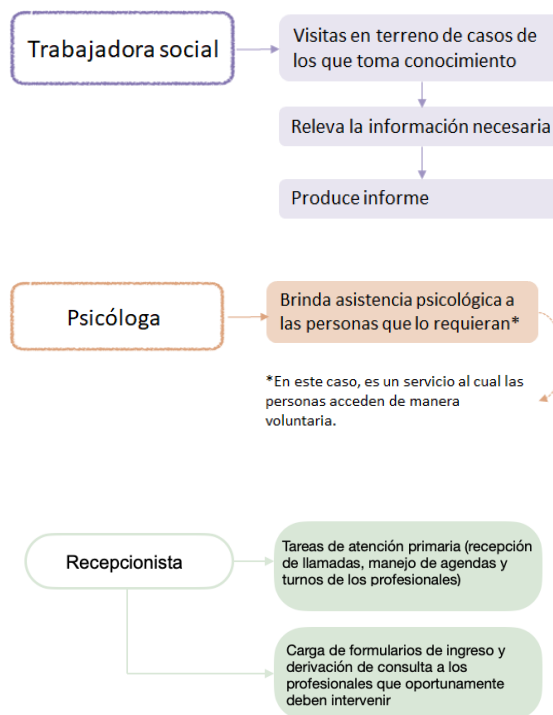 Trabajadora social
Visitas en terreno de casos de
los que toma conocimiento
Releva la información necesaria
Produce informe
Psicóloga
Brinda asistencia psicológica a
las personas que lo requieran*
*En este caso, es un servicio al cual las
personas acceden de manera
voluntaria.
Recepcionista
Tareas de atención primaria (recepción
de llamadas, manejo de agendas y
turnos de los profesionales)
Carga de formularios de ingreso y
derivación de consulta a los
profesionales que oportunamente
deben intervenir